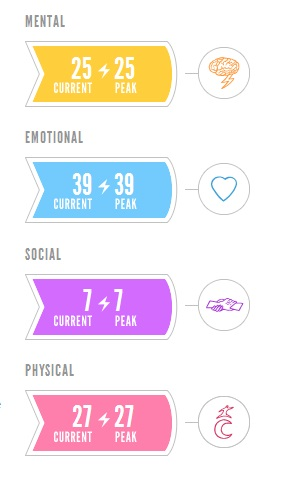 MENTAL
25 25
CURRENT PEAK
EMOTIONAL
39 39
CURRENT PEAK
SOCIAL
7 7
CURRENT PEAK
PHYSICAL
27 27
CURRENT PEAK